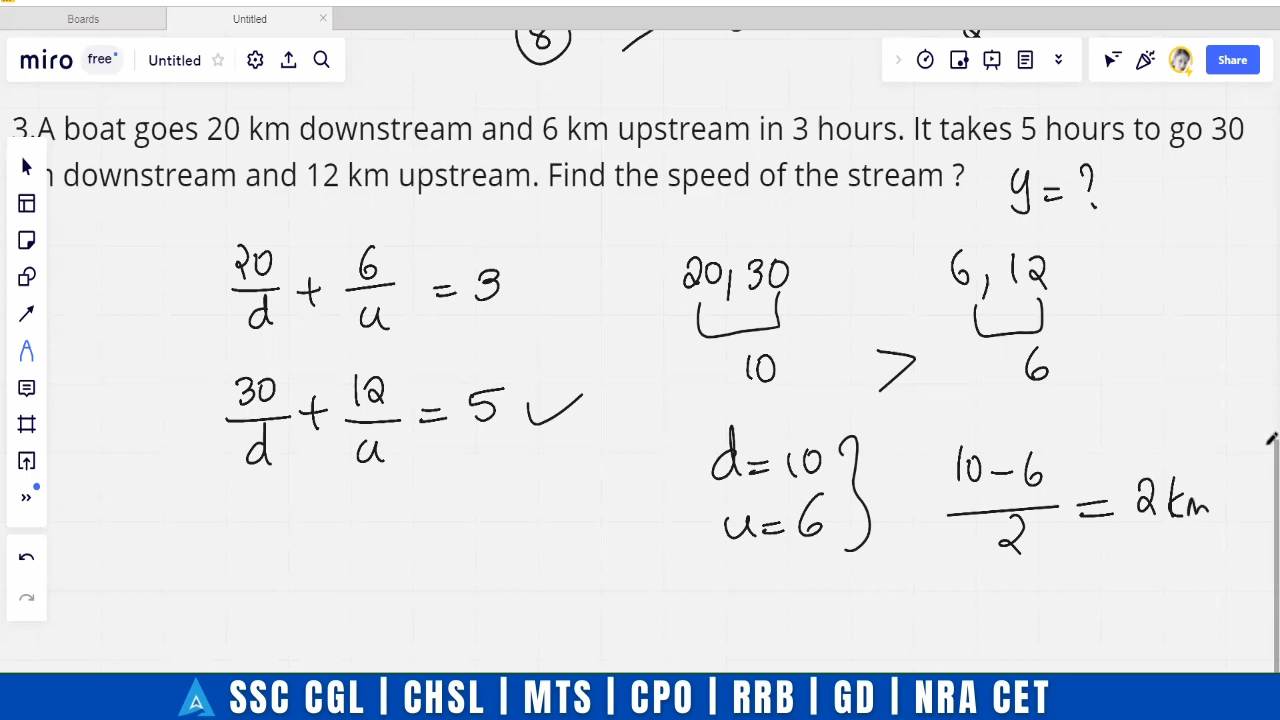 Boards Untitled
miro free Untitled Share
8
3.A boat goes 20 km downstream and 6 km upstream in 3 hours. It takes 5 hours to go 30
downstream and 12 km upstream. Find the speed of the stream ?
y = ?
20/d + 6/u = 3
20, 30 6, 12
10 > 6
30/d + 12/u = 5 ✓
d = 10
u = 6
(10 - 6)/2 = 2 km
SSC CGL | CHSL | MTS | CPO | RRB | GD | NRA CET